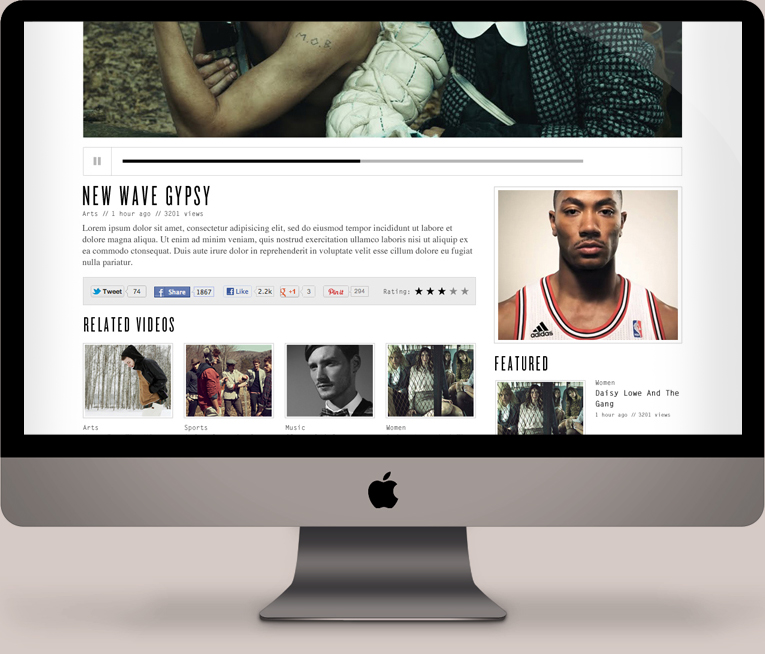 M.O.B.
NEW WAVE GYPSY
Arts // 1 hour ago // 3201 views
Lorem ipsum dolor sit amet, consectetur adipisicing elit, sed do eiusmod tempor incididunt ut labore et
dolore magna aliqua. Ut enim ad minim veniam, quis nostrud exercitation ullamco laboris nisi ut aliquip ex
ea commodo ctonsequat. Duis aute irure dolor in reprehenderit in voluptate velit esse cillum dolore eu fugiat
nulla pariatur.
Tweet 74 f Share 1867 f Like 2.2k g +1 3 Pin it 294 Rating:
RELATED VIDEOS
Arts Sports Music Women
adidas
FEATURED
Women
Daisy Lowe And The
Gang
1 hour ago // 3201 views